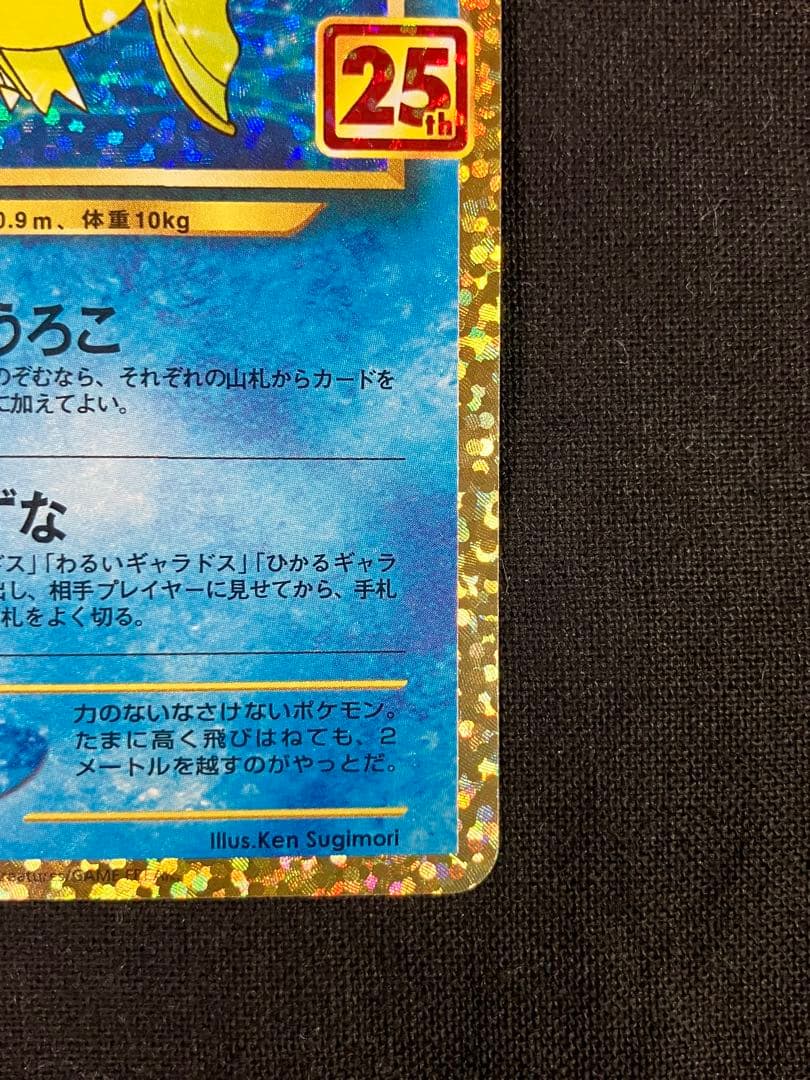 25th
0.9m、体重10kg
うろこ
のぞむなら、それぞれの山札からカードを
に加えてよい。
ずな
ドス」「わるいギャラドス」「ひかるギャラ
出し、相手プレイヤーに見せてから、手札
札をよく切る。
力のないなさけないポケモン。
たまに高く飛びはねても、2
メートルを越すのがやっとだ。
Illus.Ken Sugimori
reatures/GAME FREAK